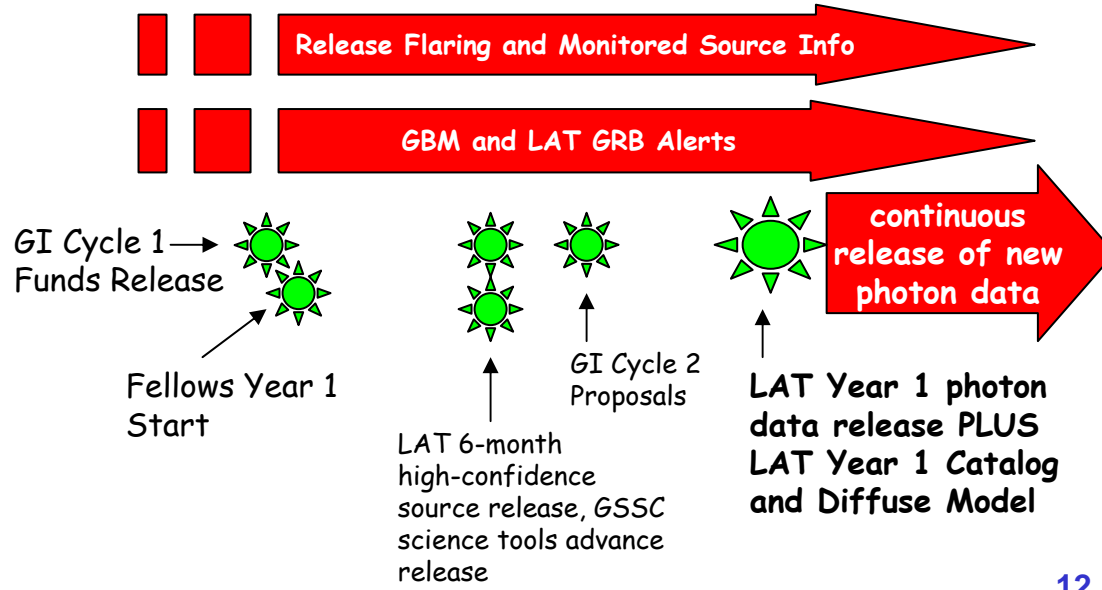 Release Flaring and Monitored Source Info
GBM and LAT GRB Alerts
continuous
release of new
photon data
GI Cycle 1
Funds Release
Fellows Year 1
Start
LAT 6-month
high-confidence
source release, GSSC
science tools advance
release
GI Cycle 2
Proposals
LAT Year 1 photon
data release PLUS
LAT Year 1 Catalog
and Diffuse Model
12